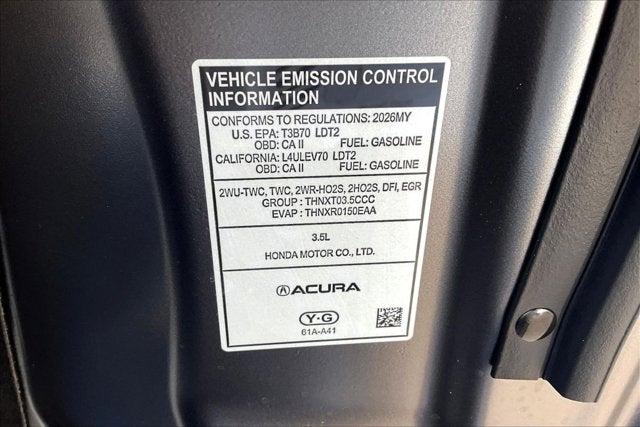 VEHICLE EMISSION CONTROL
INFORMATION
CONFORMS TO REGULATIONS: 2026MY
U.S. EPA: T3B70 LDT2
OBD: CA II FUEL: GASOLINE
CALIFORNIA: L4ULEV70 LDT2
OBD: CA II FUEL: GASOLINE
2WU-TWC, TWC, 2WR-HO2S, 2HO2S, DFI, EGR
GROUP : THNXT03.5CCC
EVAP : THNXR0150EAA
3.5L
HONDA MOTOR CO., LTD.
ACURA
Y-G
61A-A41